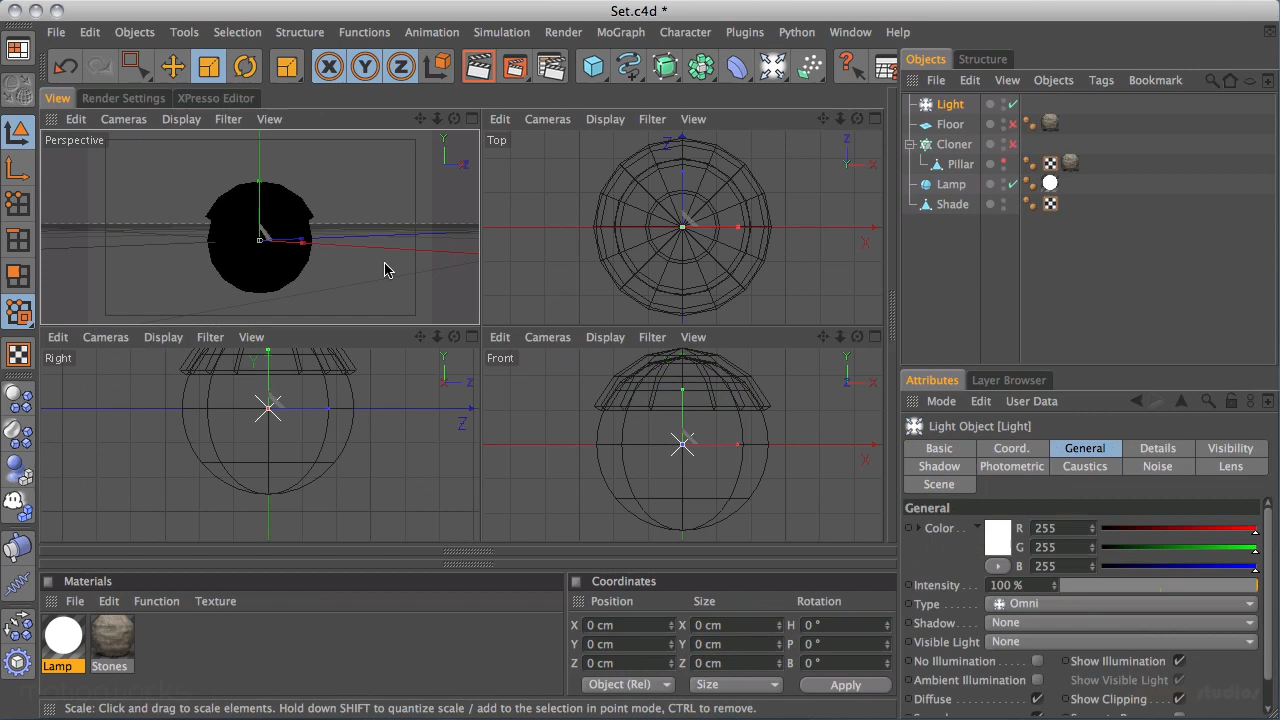 Set.c4d *
File Edit Objects Tools Selection Structure Functions Animation Simulation Render MoGraph Character Plugins Python Window Help
X Y Z
Objects Structure
File Edit View Objects Tags Bookmark
View Render Settings XPresso Editor
Edit Cameras Display Filter View
Perspective
Y
Z
Edit Cameras Display Filter View
Top
Z
Z
Y X
X
Light
Floor
Cloner
Pillar
Lamp
Shade
Edit Cameras Display Filter View
Right
Y
Y
X Z
Z
Edit Cameras Display Filter View
Front
Y
Z X
X
Attributes Layer Browser
Mode Edit User Data
Light Object [Light]
Basic Coord. General Details Visibility
Shadow Photometric Caustics Noise Lens
Scene
General
Color . . R 255
G 255
B 255
Intensity . . . 100 %
Type . . . . . . Omni
Shadow. . . . None
Visible Light . None
No Illumination . . . . . Show Illumination
Ambient Illumination Show Visible Light
Diffuse . . . . . . . . . . . Show Clipping . . .
Materials
File Edit Function Texture
Lamp Stones
Coordinates
Position Size Rotation
X 0 cm X 0 cm H 0 °
Y 0 cm Y 0 cm P 0 °
Z 0 cm Z 0 cm B 0 °
Object (Rel) Size Apply
studios
Scale: Click and drag to scale elements. Hold down SHIFT to quantize scale / add to the selection in point mode, CTRL to remove.